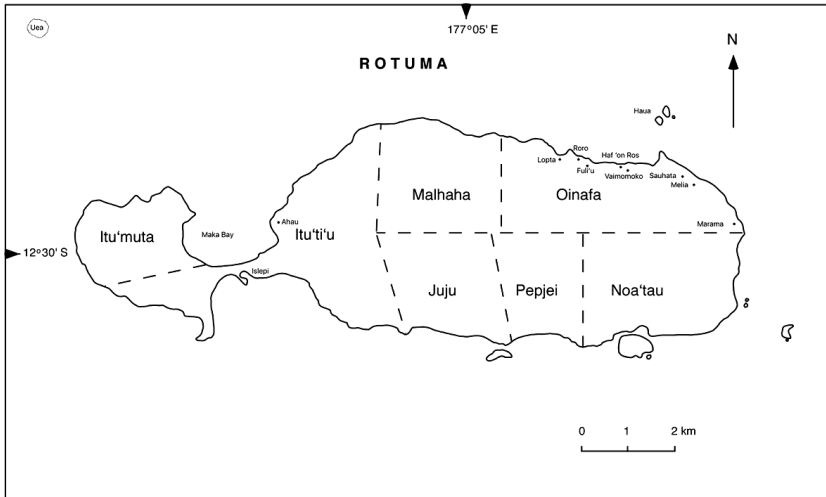 Uea
177°05' E
ROTUMA
N
Haua
Roro
Lopta
Haf 'on Ros
Fuli'u
Vaimomoko
Sauhata
Melia
Malhaha
Oinafa
Ahau
Marama
Itu'muta
Maka Bay
Itu'ti'u
12°30' S
Islepi
Juju
Pepjei
Noa'tau
0 1 2 km